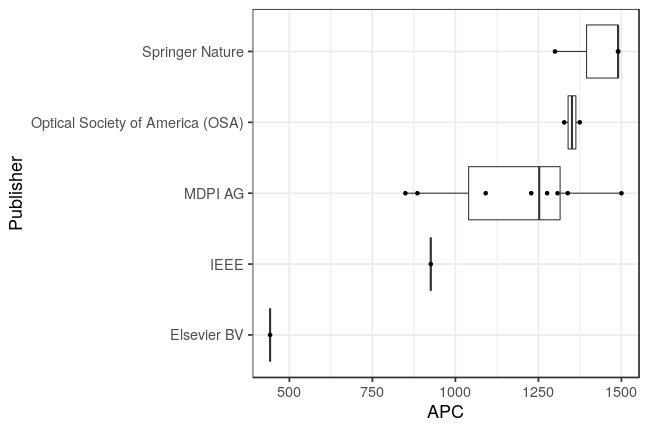 Publisher
Springer Nature
Optical Society of America (OSA)
MDPI AG
IEEE
Elsevier BV
500 750 1000 1250 1500
APC